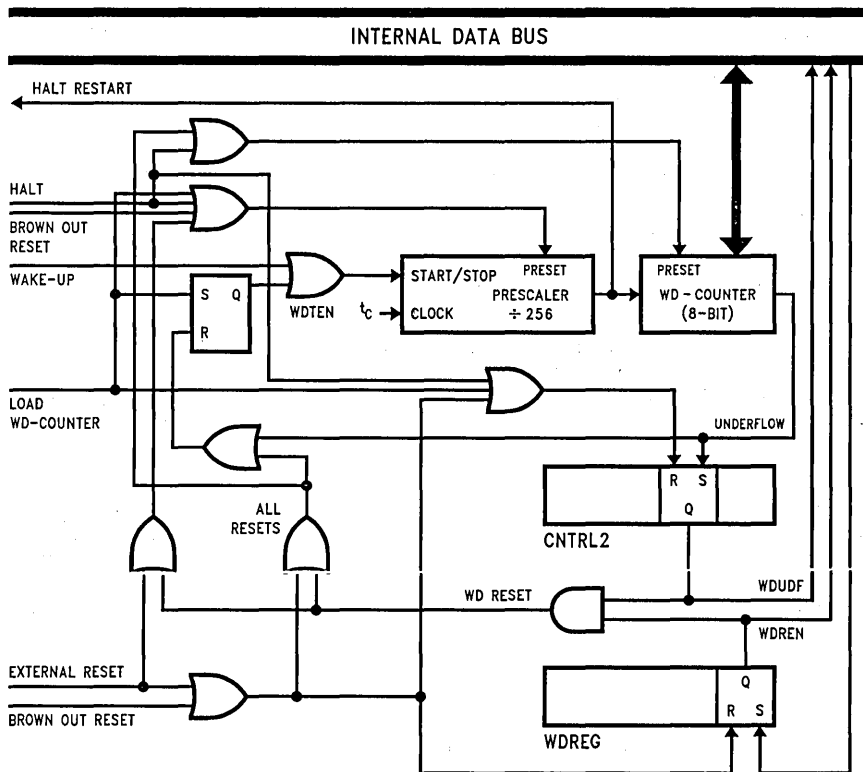 INTERNAL DATA BUS
HALT RESTART
HALT
BROWN OUT
RESET
WAKE-UP
S Q
R
WDTEN
START/STOP PRESET
t_C CLOCK
PRESCALER
÷ 256
PRESET
WD-COUNTER
(8-BIT)
LOAD
WD-COUNTER
UNDERFLOW
R S
Q
CNTRL2
ALL
RESETS
WD RESET
WDUDF
WDREN
EXTERNAL RESET
BROWN OUT RESET
Q
R S
WDREG